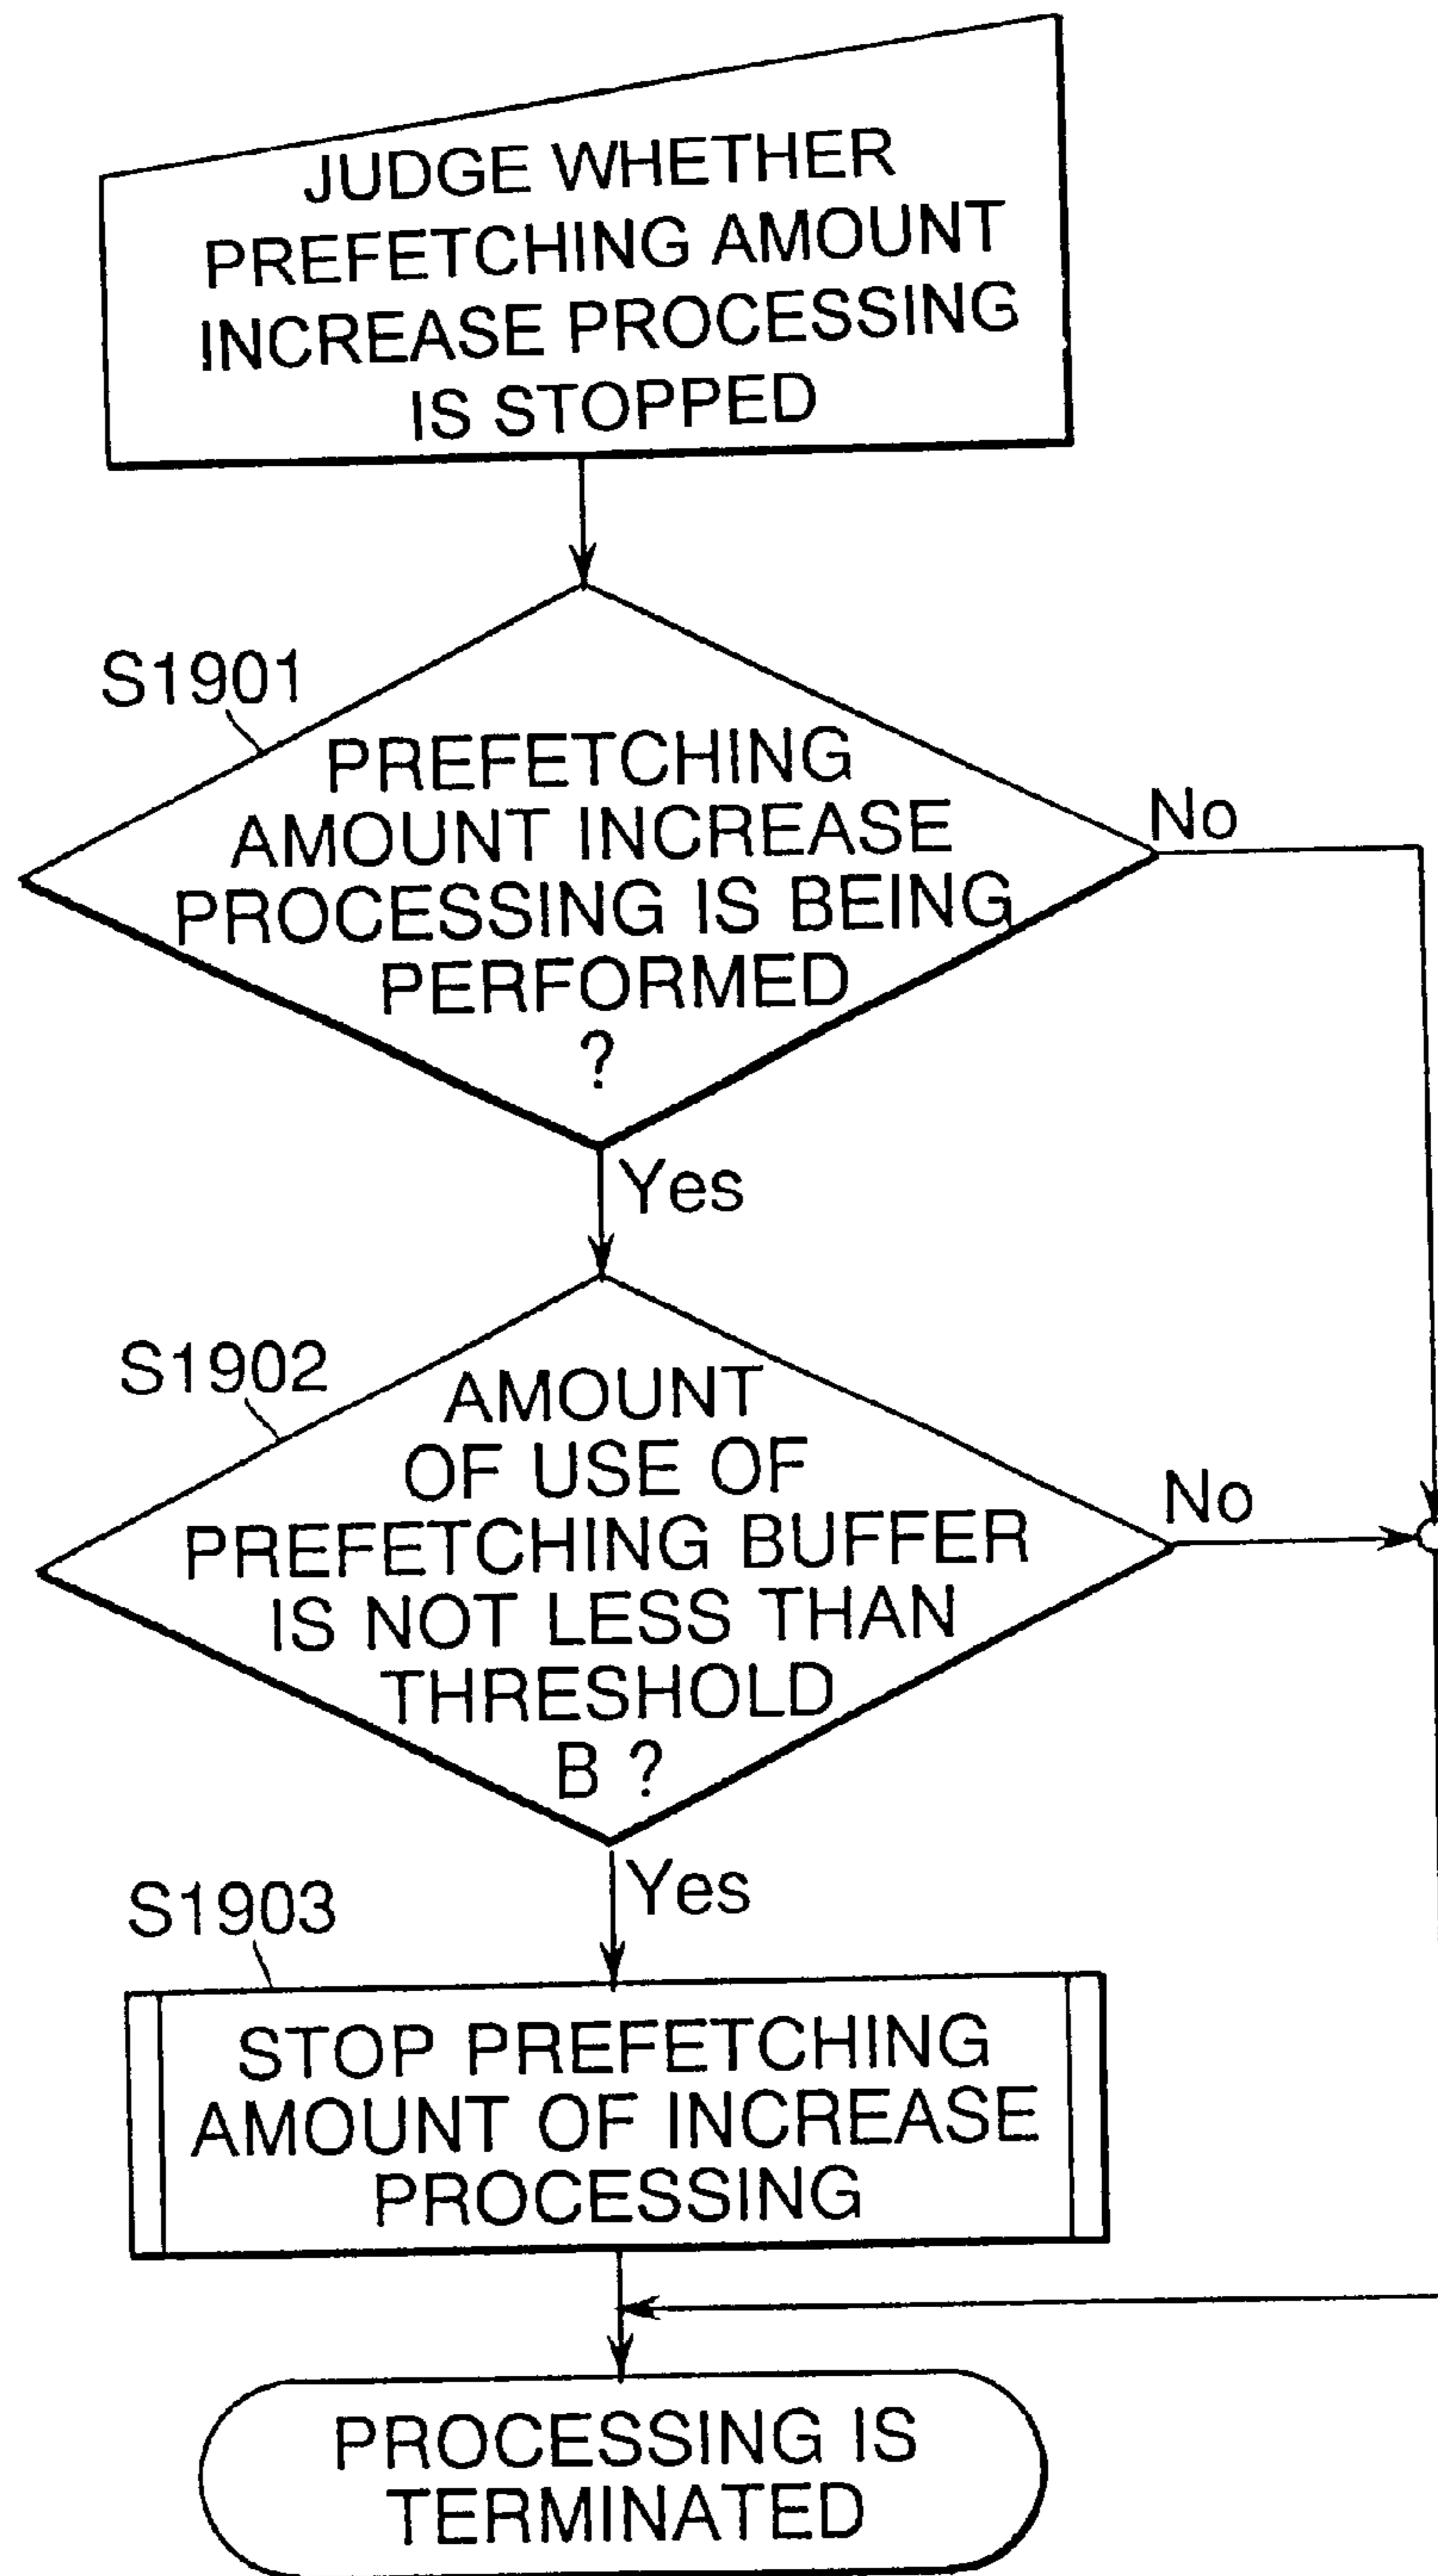 JUDGE WHETHER
PREFETCHING AMOUNT
INCREASE PROCESSING
IS STOPPED
S1901
PREFETCHING
AMOUNT INCREASE
PROCESSING IS BEING
PERFORMED
?
No
Yes
S1902
AMOUNT
OF USE OF
PREFETCHING BUFFER
IS NOT LESS THAN
THRESHOLD
B ?
No
Yes
S1903
STOP PREFETCHING
AMOUNT OF INCREASE
PROCESSING
PROCESSING IS
TERMINATED